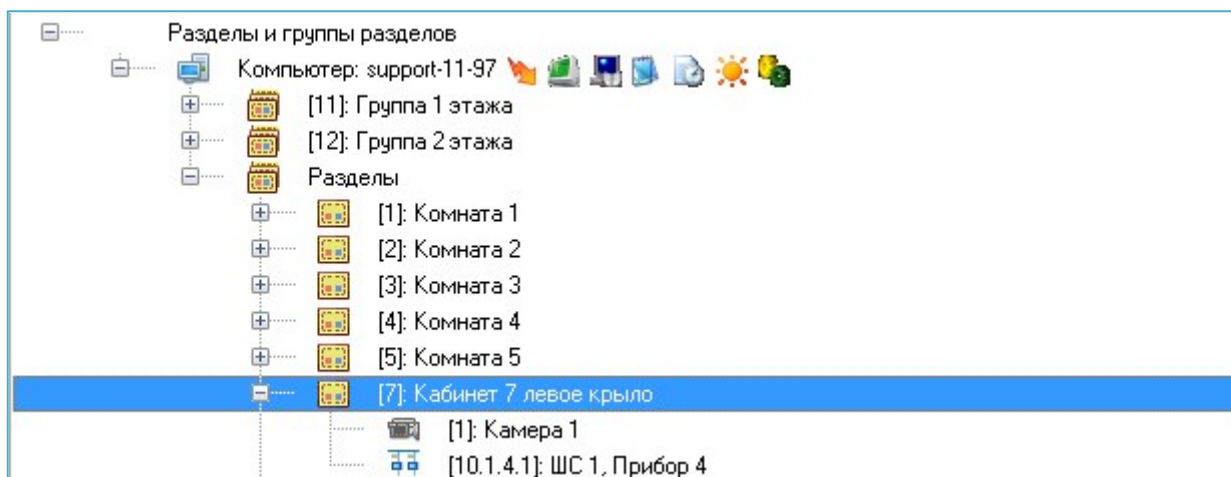 Разделы и группы разделов
Компьютер: support-11-97
[11]: Группа 1 этажа
[12]: Группа 2 этажа
Разделы
[1]: Комната 1
[2]: Комната 2
[3]: Комната 3
[4]: Комната 4
[5]: Комната 5
[7]: Кабинет 7 левое крыло
[1]: Камера 1
[10.1.4.1]: ШС 1, Прибор 4